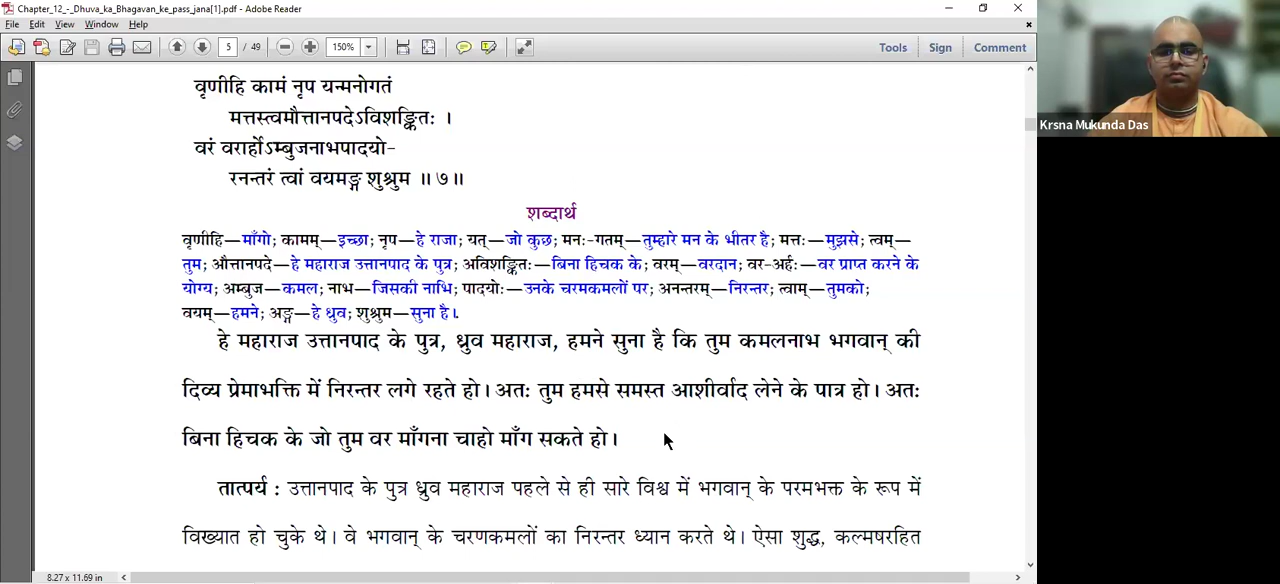 Chapter_12_-_Dhuva_ka_Bhagavan_ke_pass_jana[1].pdf - Adobe Reader
File Edit View Window Help
5 / 49 150% Tools Sign Comment
वृणीहि कामं नृप यन्मनोगतं
मत्तस्त्वमौत्तानपदेऽविशङ्कितः ।
वरं वरार्होऽम्बुजनाभपादयो-
रनन्तरं त्वां वयमङ्ग शुश्रुम ॥ ७॥
शब्दार्थ
वृणीहि—माँगो; कामम्—इच्छा; नृप—हे राजा; यत्—जो कुछ; मनः-गतम्—तुम्हारे मन के भीतर है; मत्तः—मुझसे; त्वम्—
तुम; औत्तानपदे—हे महाराज उत्तानपाद के पुत्र; अविशङ्कितः—बिना हिचक के; वरम्—वरदान; वर-अर्हः—वर प्राप्त करने के
योग्य; अम्बुज—कमल; नाभ—जिसकी नाभि; पादयोः—उनके चरमकमलों पर; अनन्तरम्—निरन्तर; त्वाम्—तुमको;
वयम्—हमने; अङ्ग—हे ध्रुव; शुश्रुम—सुना है।.
हे महाराज उत्तानपाद के पुत्र, ध्रुव महाराज, हमने सुना है कि तुम कमलनाभ भगवान् की
दिव्य प्रेमाभक्ति में निरन्तर लगे रहते हो। अतः तुम हमसे समस्त आशीर्वाद लेने के पात्र हो। अतः
बिना हिचक के जो तुम वर माँगना चाहो माँग सकते हो।
तात्पर्य : उत्तानपाद के पुत्र ध्रुव महाराज पहले से ही सारे विश्व में भगवान् के परमभक्त के रूप में
विख्यात हो चुके थे। वे भगवान् के चरणकमलों का निरन्तर ध्यान करते थे। ऐसा शुद्ध, कल्मषरहित
8.27 x 11.69 in
Krsna Mukunda Das